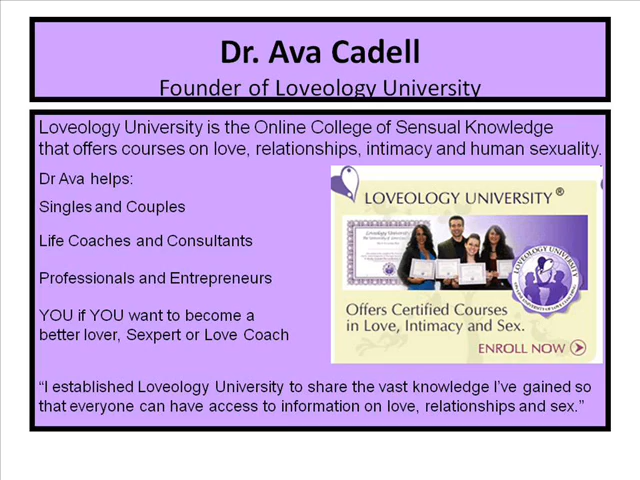 Dr. Ava Cadell
Founder of Loveology University
Loveology University is the Online College of Sensual Knowledge
that offers courses on love, relationships, intimacy and human sexuality.
Dr Ava helps:
Singles and Couples
Life Coaches and Consultants
Professionals and Entrepreneurs
YOU if YOU want to become a
better lover, Sexpert or Love Coach
LOVEOLOGY UNIVERSITY®
Loveology University
LOVEOLOGY UNIVERSITY
Offers Certified Courses
in Love, Intimacy and Sex.
ENROLL NOW
“I established Loveology University to share the vast knowledge I’ve gained so
that everyone can have access to information on love, relationships and sex.”